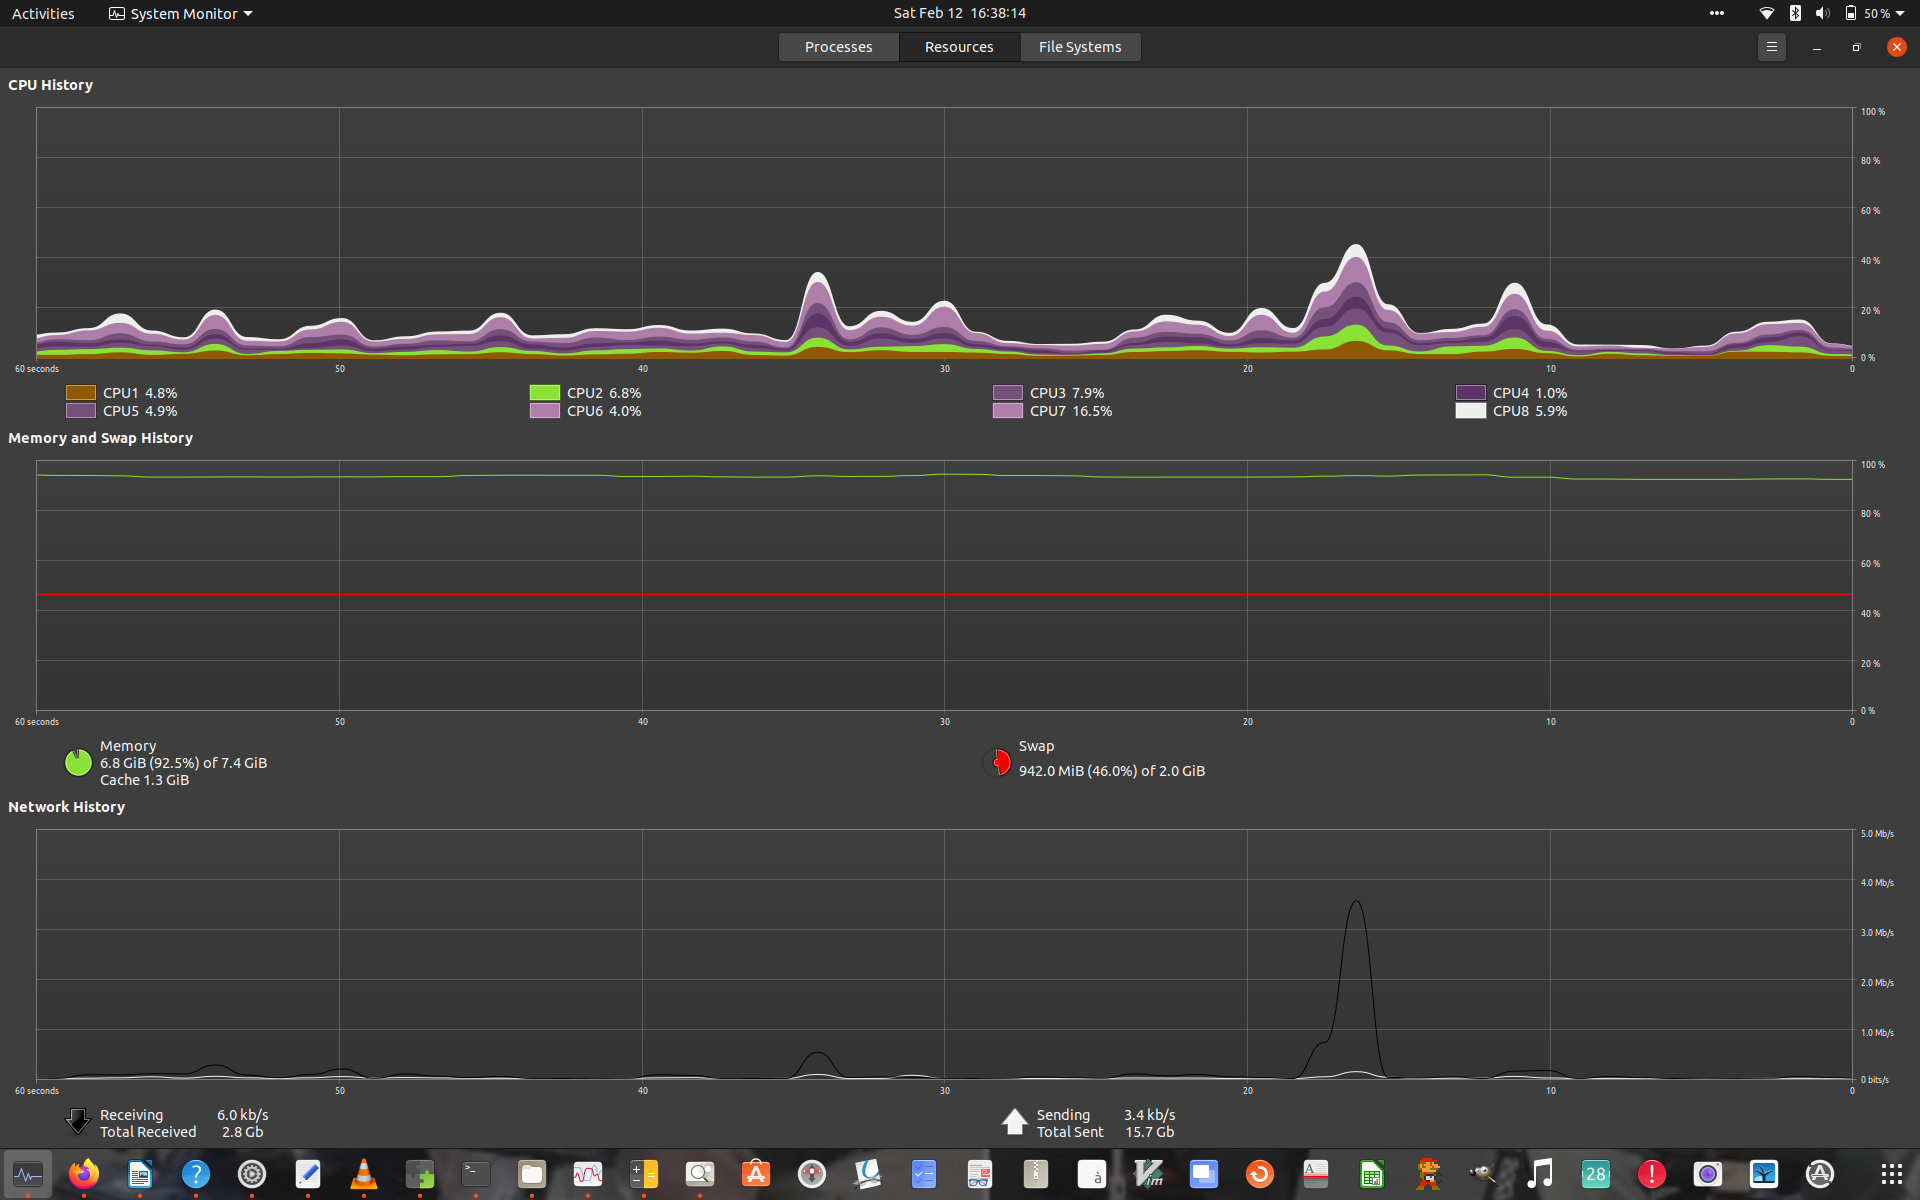 Activities System Monitor Sat Feb 12 16:38:14 50 %
Processes Resources File Systems
CPU History
100 %
80 %
60 %
40 %
20 %
0 %
60 seconds 50 40 30 20 10 0
CPU1 4.8% CPU2 6.8% CPU3 7.9% CPU4 1.0%
CPU5 4.9% CPU6 4.0% CPU7 16.5% CPU8 5.9%
Memory and Swap History
100 %
80 %
60 %
40 %
20 %
0 %
60 seconds 50 40 30 20 10 0
Memory
6.8 GiB (92.5%) of 7.4 GiB
Cache 1.3 GiB
Swap
942.0 MiB (46.0%) of 2.0 GiB
Network History
5.0 Mb/s
4.0 Mb/s
3.0 Mb/s
2.0 Mb/s
1.0 Mb/s
0 bits/s
60 seconds 50 40 30 20 10 0
Receiving 6.0 kb/s
Total Received 2.8 Gb
Sending 3.4 kb/s
Total Sent 15.7 Gb
? >_ A à Vim A 28 !